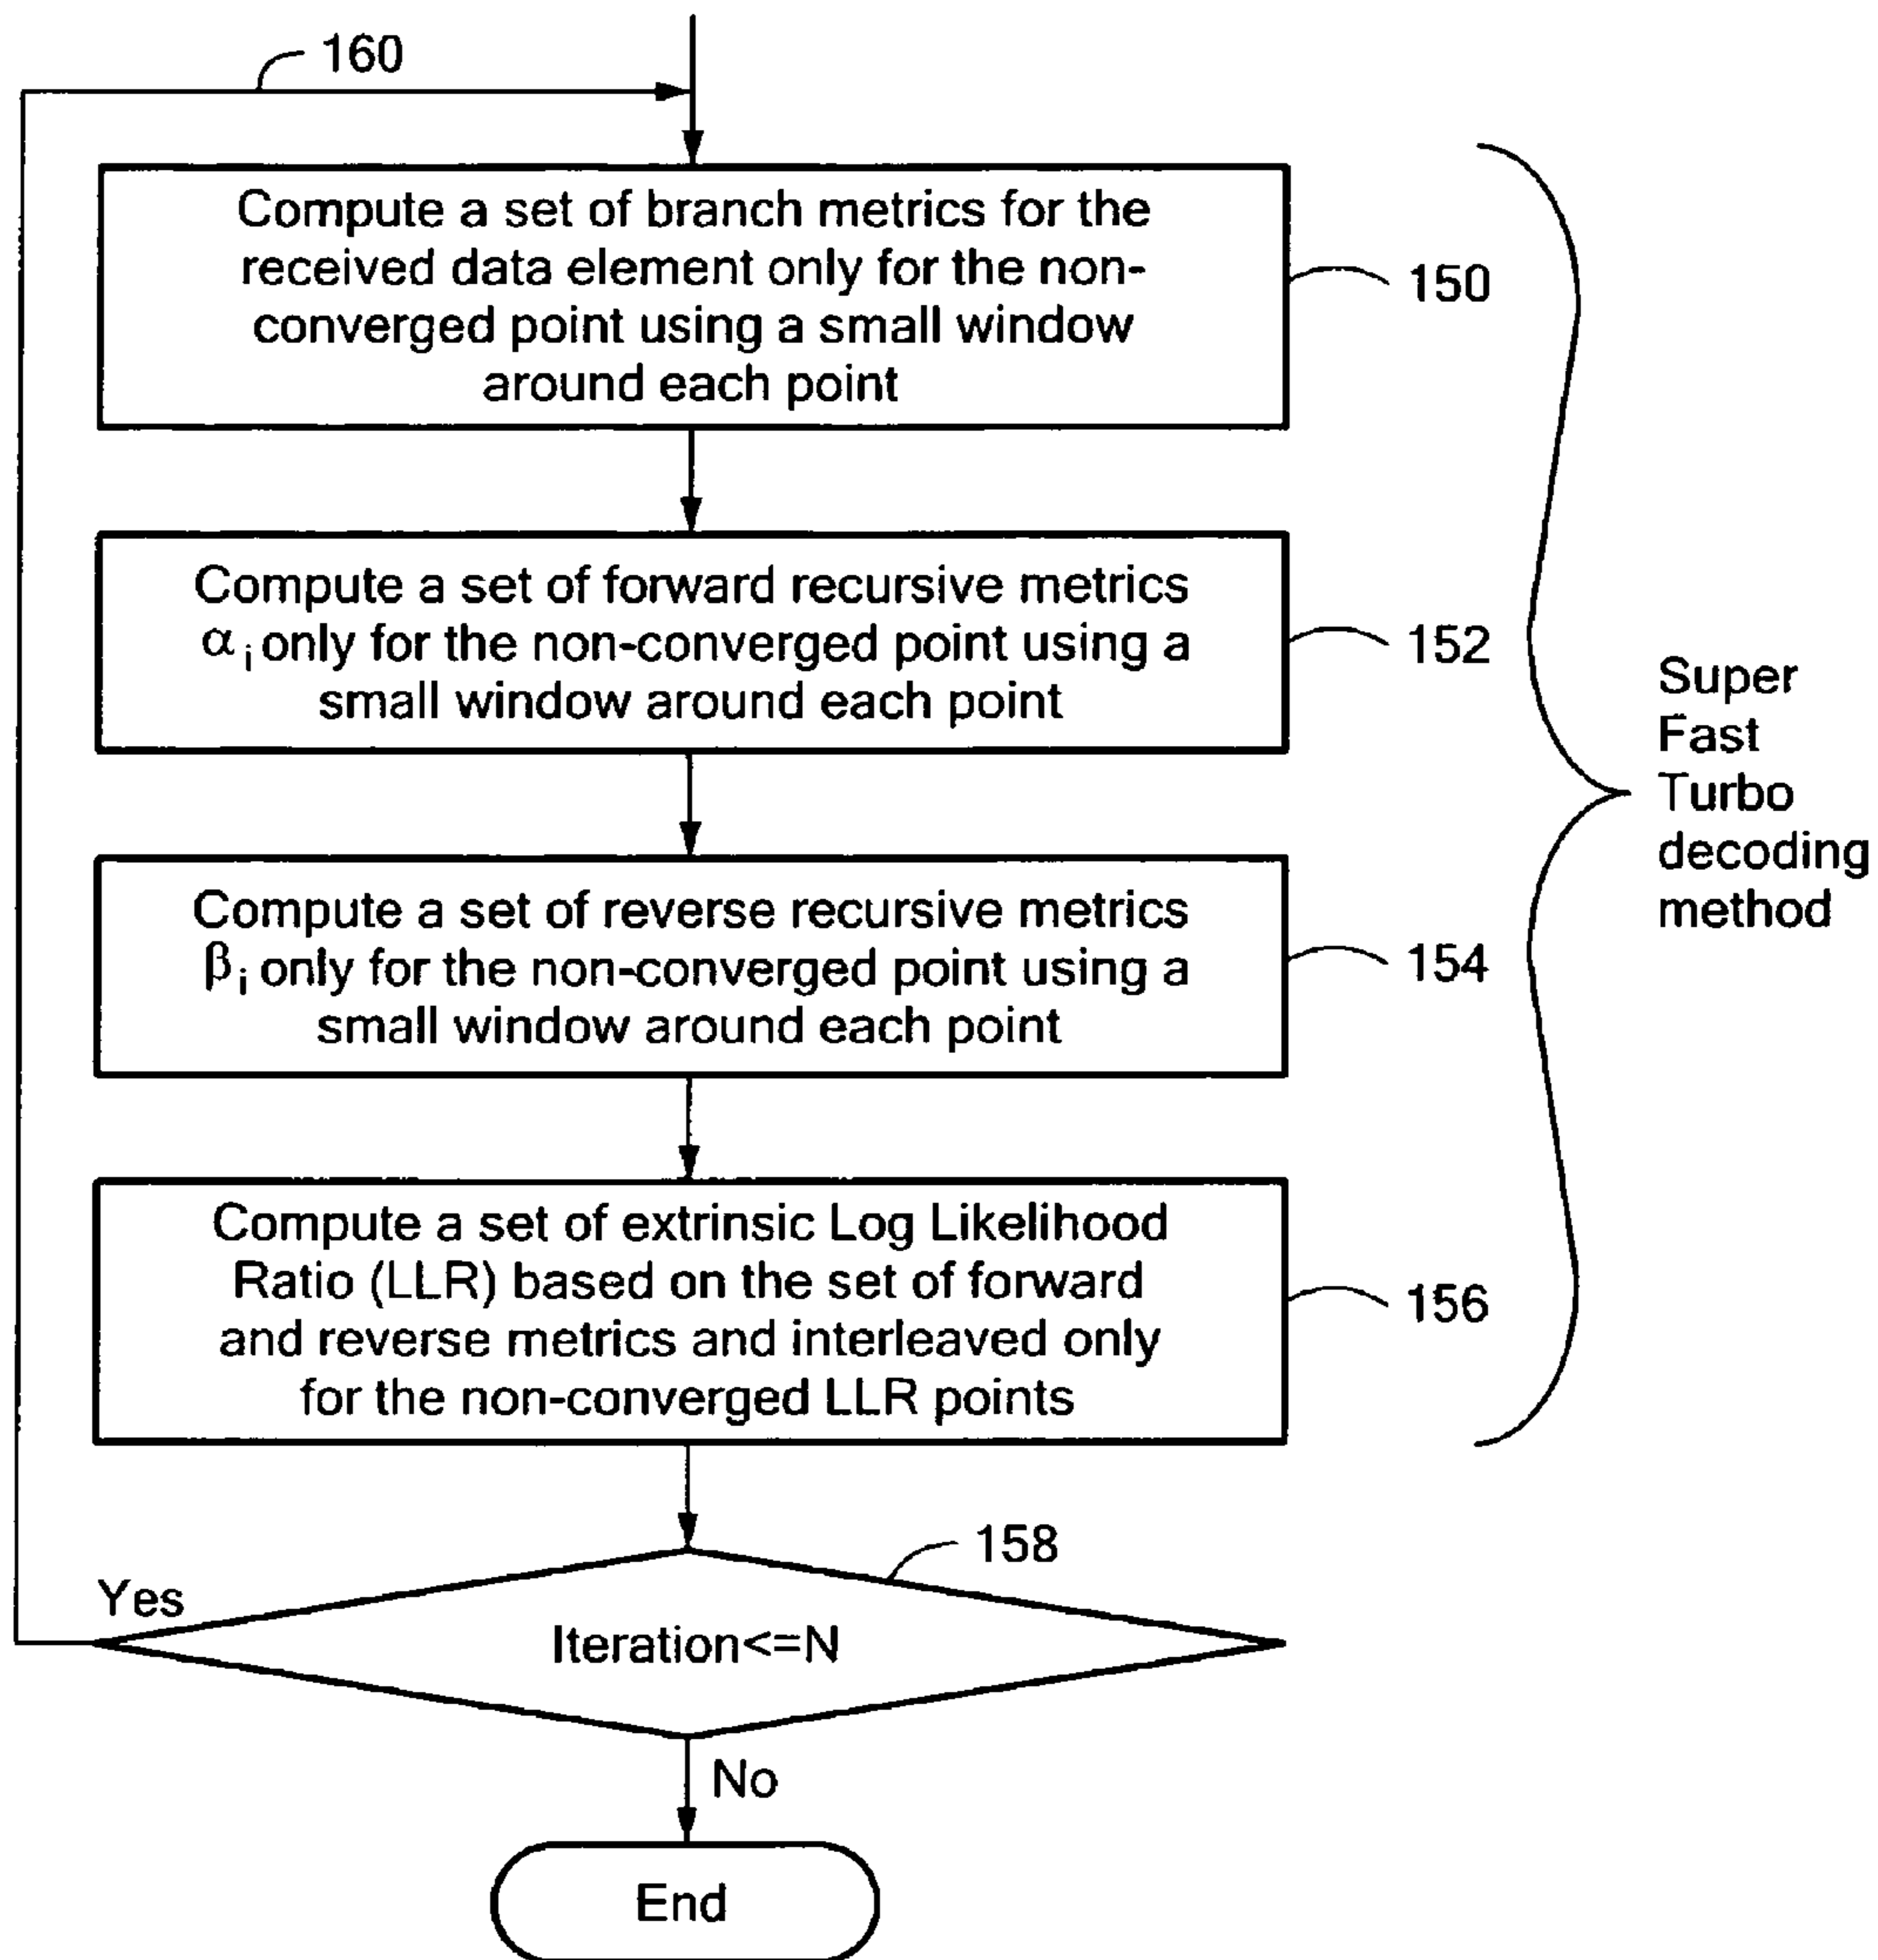 160
Compute a set of branch metrics for the
received data element only for the non-
converged point using a small window
around each point
150
Compute a set of forward recursive metrics
α i only for the non-converged point using a
small window around each point
152
Super
Fast
Turbo
decoding
method
Compute a set of reverse recursive metrics
β i only for the non-converged point using a
small window around each point
154
Compute a set of extrinsic Log Likelihood
Ratio (LLR) based on the set of forward
and reverse metrics and interleaved only
for the non-converged LLR points
156
158
Yes
Iteration<=N
No
End